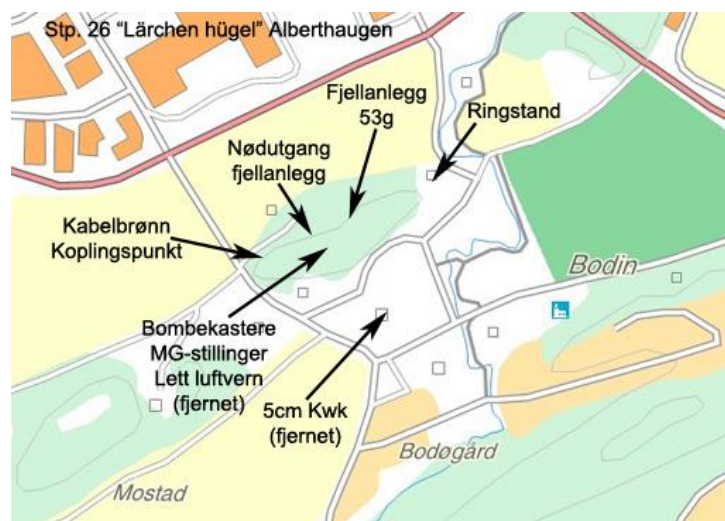 Stp. 26 “Lärchen hügel” Alberthaugen
Fjellanlegg
53g
Ringstand
Nødutgang
fjellanlegg
Kabelbrønn
Koplingspunkt
Bodin
Bombekastere
MG-stillinger
Lett luftvern
(fjernet)
5cm Kwk
(fjernet)
Bodøgård
Mostad